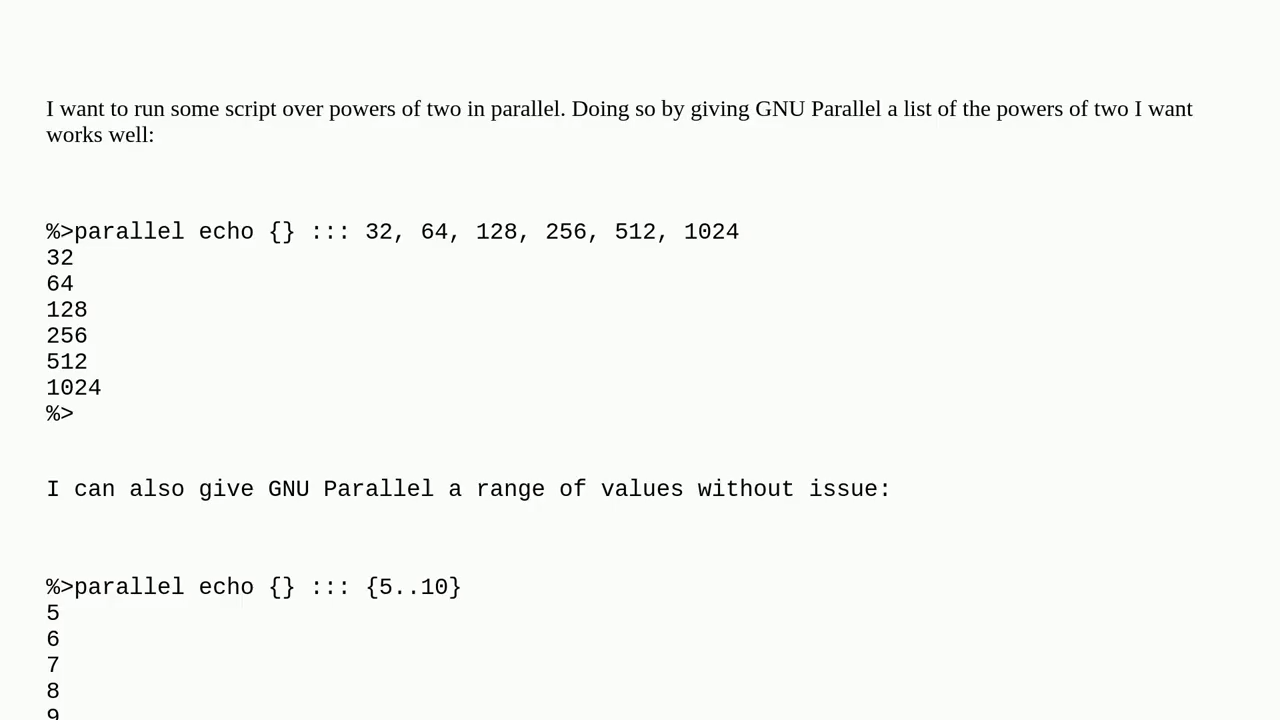 I want to run some script over powers of two in parallel. Doing so by giving GNU Parallel a list of the powers of two I want
works well:
%>parallel echo {} ::: 32, 64, 128, 256, 512, 1024
32
64
128
256
512
1024
%>
I can also give GNU Parallel a range of values without issue:
%>parallel echo {} ::: {5..10}
5
6
7
8
9